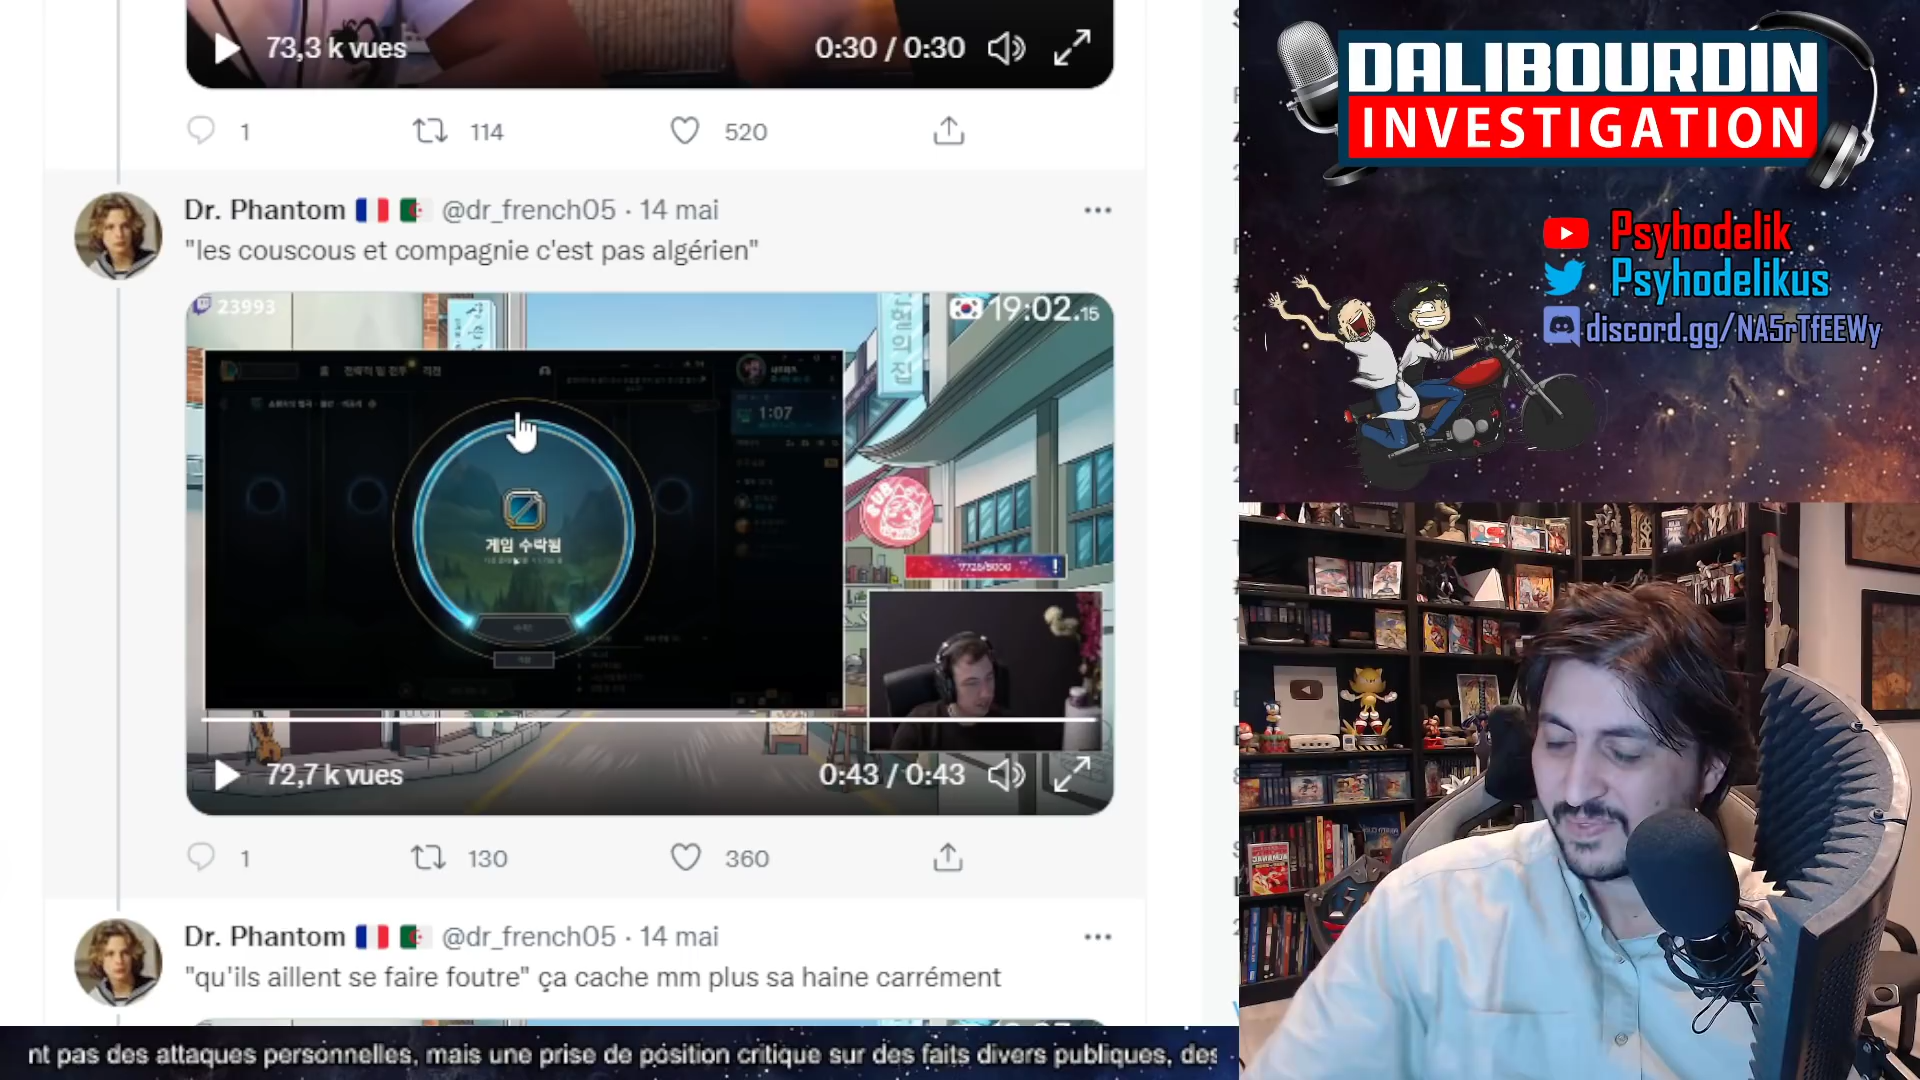 73,3 k vues
0:30 / 0:30
1
114
520
Dr. Phantom @dr_french05 · 14 mai
"les couscous et compagnie c'est pas algérien"
23993
19:02.15
1:07
게임 수락됨
SUB
72,7 k vues
0:43 / 0:43
1
130
360
Dr. Phantom @dr_french05 · 14 mai
"qu'ils aillent se faire foutre" ça cache mm plus sa haine carrément
nt pas des attaques personnelles, mais une prise de position critique sur des faits divers publiques, des
DALIBOURDIN
INVESTIGATION
Psyhodelik
Psyhodelikus
discord.gg/NA5rTfEEWy